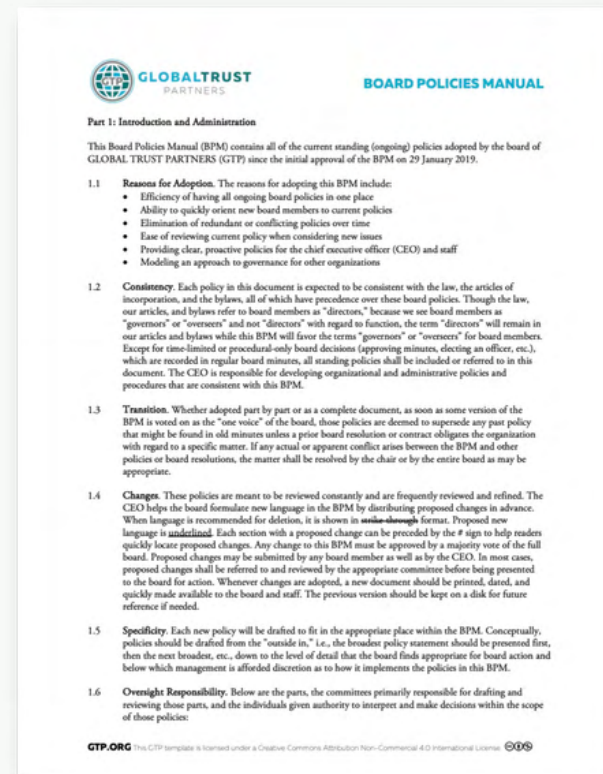 GTP
GLOBALTRUST
PARTNERS
BOARD POLICIES MANUAL
Part 1: Introduction and Administration
This Board Policies Manual (BPM) contains all of the current standing (ongoing) policies adopted by the board of
GLOBAL TRUST PARTNERS (GTP) since the initial approval of the BPM on 29 January 2019.
1.1 Reasons for Adoption. The reasons for adopting this BPM include:
• Efficiency of having all ongoing board policies in one place
• Ability to quickly orient new board members to current policies
• Elimination of redundant or conflicting policies over time
• Ease of reviewing current policy when considering new issues
• Providing clear, proactive policies for the chief executive officer (CEO) and staff
• Modeling an approach to governance for other organizations
1.2 Consistency. Each policy in this document is expected to be consistent with the law, the articles of
incorporation, and the bylaws, all of which have precedence over these board policies. Though the law,
our articles, and bylaws refer to board members as "directors," because we see board members as
"governors" or "overseers" and not "directors" with regard to function, the term "directors" will remain in
our articles and bylaws while this BPM will favor the terms "governors" or "overseers" for board members.
Except for time-limited or procedural-only board decisions (approving minutes, electing an officer, etc.),
which are recorded in regular board minutes, all standing policies shall be included or referred to in this
document. The CEO is responsible for developing organizational and administrative policies and
procedures that are consistent with this BPM.
1.3 Transition. Whether adopted part by part or as a complete document, as soon as some version of the
BPM is voted on as the "one voice" of the board, those policies are deemed to supersede any past policy
that might be found in old minutes unless a prior board resolution or contract obligates the organization
with regard to a specific matter. If any actual or apparent conflict arises between the BPM and other
policies or board resolutions, the matter shall be resolved by the chair or by the entire board as may be
appropriate.
1.4 Changes. These policies are meant to be reviewed constantly and are frequently reviewed and refined. The
CEO helps the board formulate new language in the BPM by distributing proposed changes in advance.
When language is recommended for deletion, it is shown in strike-through format. Proposed new
language is underlined. Each section with a proposed change can be preceded by the # sign to help readers
quickly locate proposed changes. Any change to this BPM must be approved by a majority vote of the full
board. Proposed changes may be submitted by any board member as well as by the CEO. In most cases,
proposed changes shall be referred to and reviewed by the appropriate committee before being presented
to the board for action. Whenever changes are adopted, a new document should be printed, dated, and
quickly made available to the board and staff. The previous version should be kept on a disk for future
reference if needed.
1.5 Specificity. Each new policy will be drafted to fit in the appropriate place within the BPM. Conceptually,
policies should be drafted from the "outside in," i.e., the broadest policy statement should be presented first,
then the next broadest, etc., down to the level of detail that the board finds appropriate for board action and
below which management is afforded discretion as to how it implements the policies in this BPM.
1.6 Oversight Responsibility. Below are the parts, the committees primarily responsible for drafting and
reviewing those parts, and the individuals given authority to interpret and make decisions within the scope
of those policies:
GTP.ORG This GTP template is licensed under a Creative Commons Attribution Non-Commercial 4.0 International License.